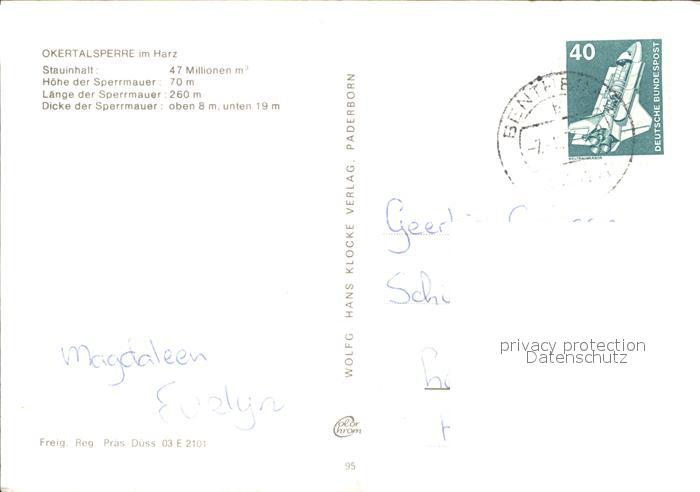 OKERTALSPERRE im Harz
Stauinhalt : 47 Millionen m³
Höhe der Sperrmauer : 70 m
Länge der Sperrmauer : 260 m
Dicke der Sperrmauer : oben 8 m, unten 19 m
Magdaleen
Evelyn
Freig. Reg. Präs. Düss 03 E 2101
WOLFG HANS KLOCKE VERLAG, PADERBORN
Color
Chrom
95
40
DEUTSCHE BUNDESPOST
privacy protection
Datenschutz